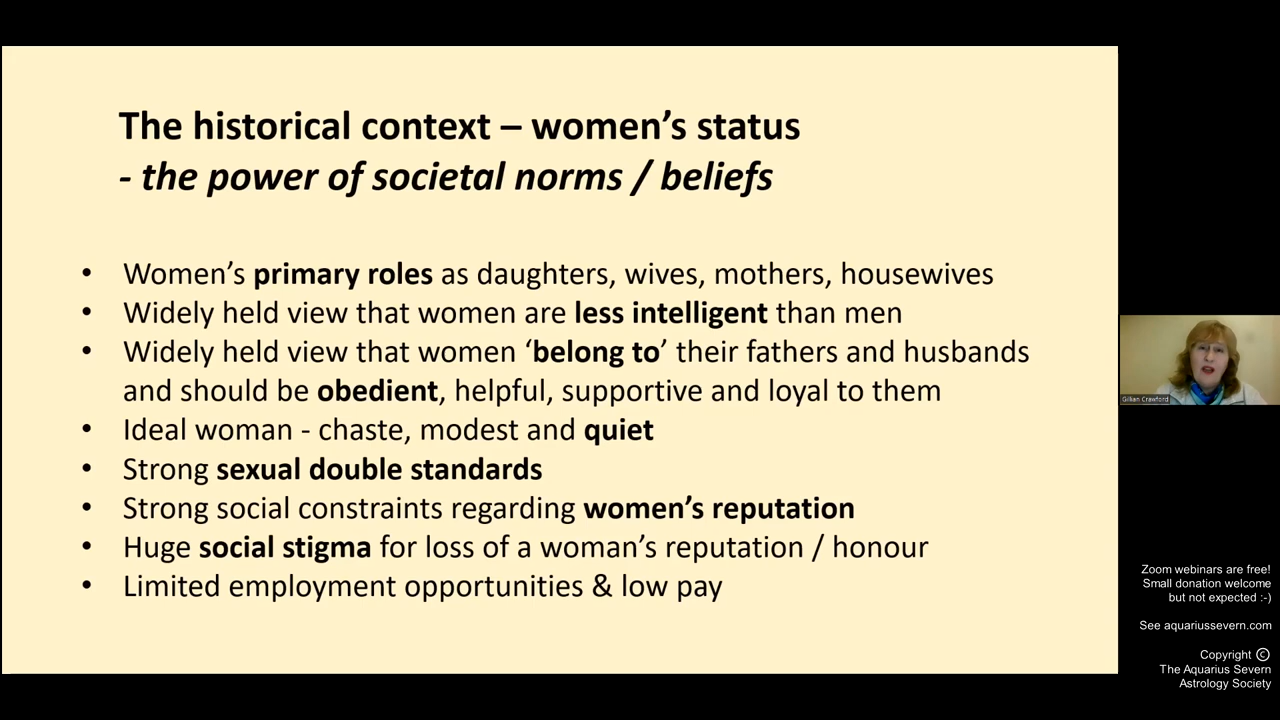 The historical context – women’s status
- the power of societal norms / beliefs
• Women’s primary roles as daughters, wives, mothers, housewives
• Widely held view that women are less intelligent than men
• Widely held view that women ‘belong to’ their fathers and husbands
and should be obedient, helpful, supportive and loyal to them
• Ideal woman - chaste, modest and quiet
• Strong sexual double standards
• Strong social constraints regarding women’s reputation
• Huge social stigma for loss of a woman’s reputation / honour
• Limited employment opportunities & low pay
Gillian Crawford
Zoom webinars are free!
Small donation welcome
but not expected :-)
See aquariussevern.com
Copyright ©
The Aquarius Severn
Astrology Society